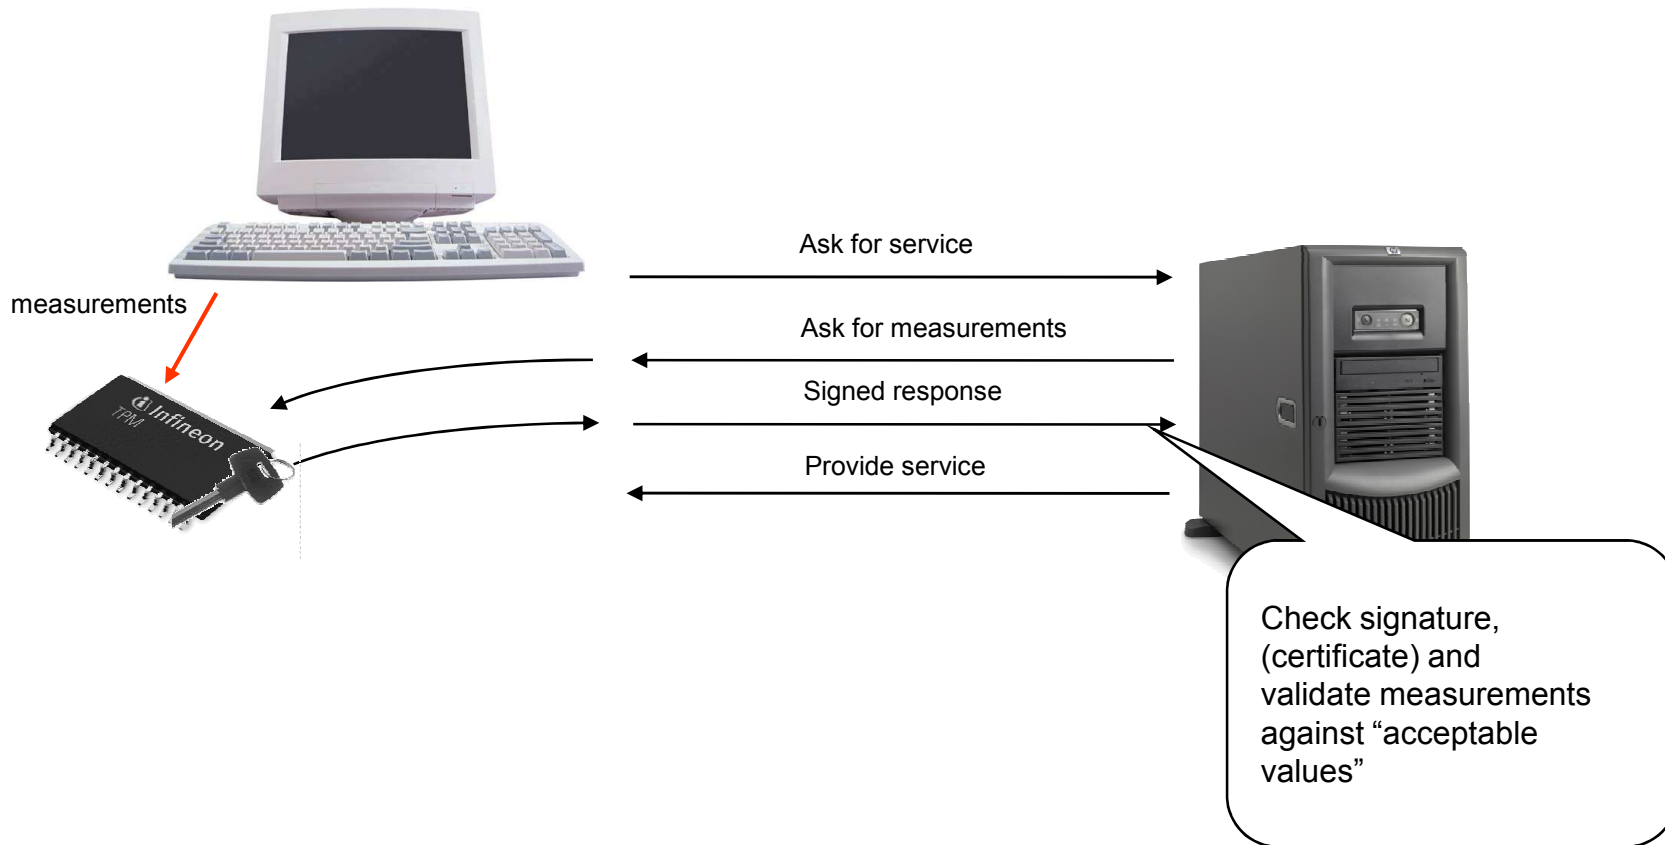 Ask for service
measurements
Ask for measurements
Signed response
Infineon
TPM
Provide service
Check signature,
(certificate) and
validate measurements
against “acceptable
values”